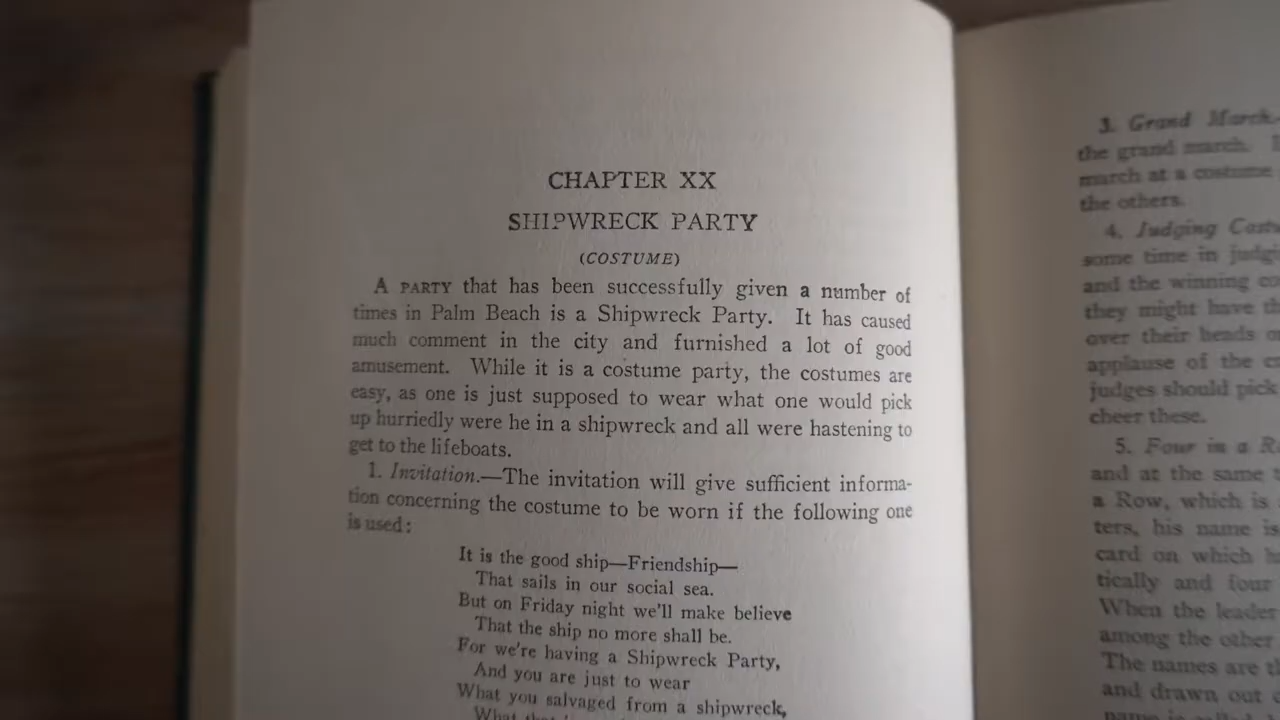 CHAPTER XX
SHIPWRECK PARTY
(COSTUME)
A PARTY that has been successfully given a number of
times in Palm Beach is a Shipwreck Party. It has caused
much comment in the city and furnished a lot of good
amusement. While it is a costume party, the costumes are
easy, as one is just supposed to wear what one would pick
up hurriedly were he in a shipwreck and all were hastening to
get to the lifeboats.
1. Invitation.—The invitation will give sufficient informa-
tion concerning the costume to be worn if the following one
is used:
It is the good ship—Friendship—
That sails in our social sea.
But on Friday night we'll make believe
That the ship no more shall be.
For we're having a Shipwreck Party,
And you are just to wear
What you salvaged from a shipwreck,
What
3. Grand March.
the grand march.
march at a costume
the others.
4. Judging
some time in
and the winning
they might have
over their heads
applause of the
judges should pick
cheer these.
5. Four in a
and at the same
a Row, which is
ters, his name is
card on which
tically and four
When the leader
among the other
The names are
and drawn out